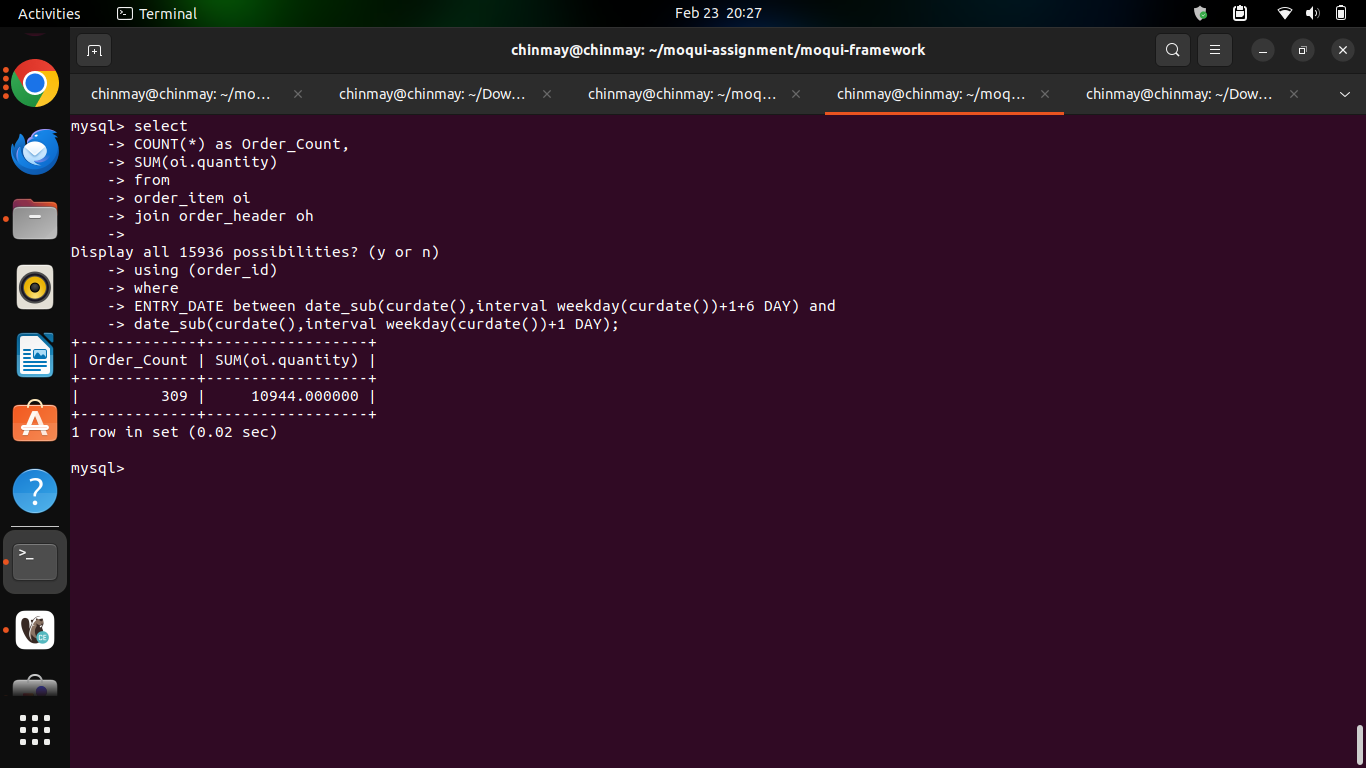 Activities
Terminal
Feb 23 20:27
chinmay@chinmay: ~/moqui-assignment/moqui-framework
chinmay@chinmay: ~/mo...
chinmay@chinmay: ~/Dow...
chinmay@chinmay: ~/moq...
chinmay@chinmay: ~/moq...
chinmay@chinmay: ~/Dow...
mysql> select
    -> COUNT(*) as Order_Count,
    -> SUM(oi.quantity)
    -> from
    -> order_item oi
    -> join order_header oh
    ->
Display all 15936 possibilities? (y or n)
    -> using (order_id)
    -> where
    -> ENTRY_DATE between date_sub(curdate(),interval weekday(curdate())+1+6 DAY) and
    -> date_sub(curdate(),interval weekday(curdate())+1 DAY);
+-------------+------------------+
| Order_Count | SUM(oi.quantity) |
+-------------+------------------+
|         309 |     10944.000000 |
+-------------+------------------+
1 row in set (0.02 sec)
mysql>
>_
CE